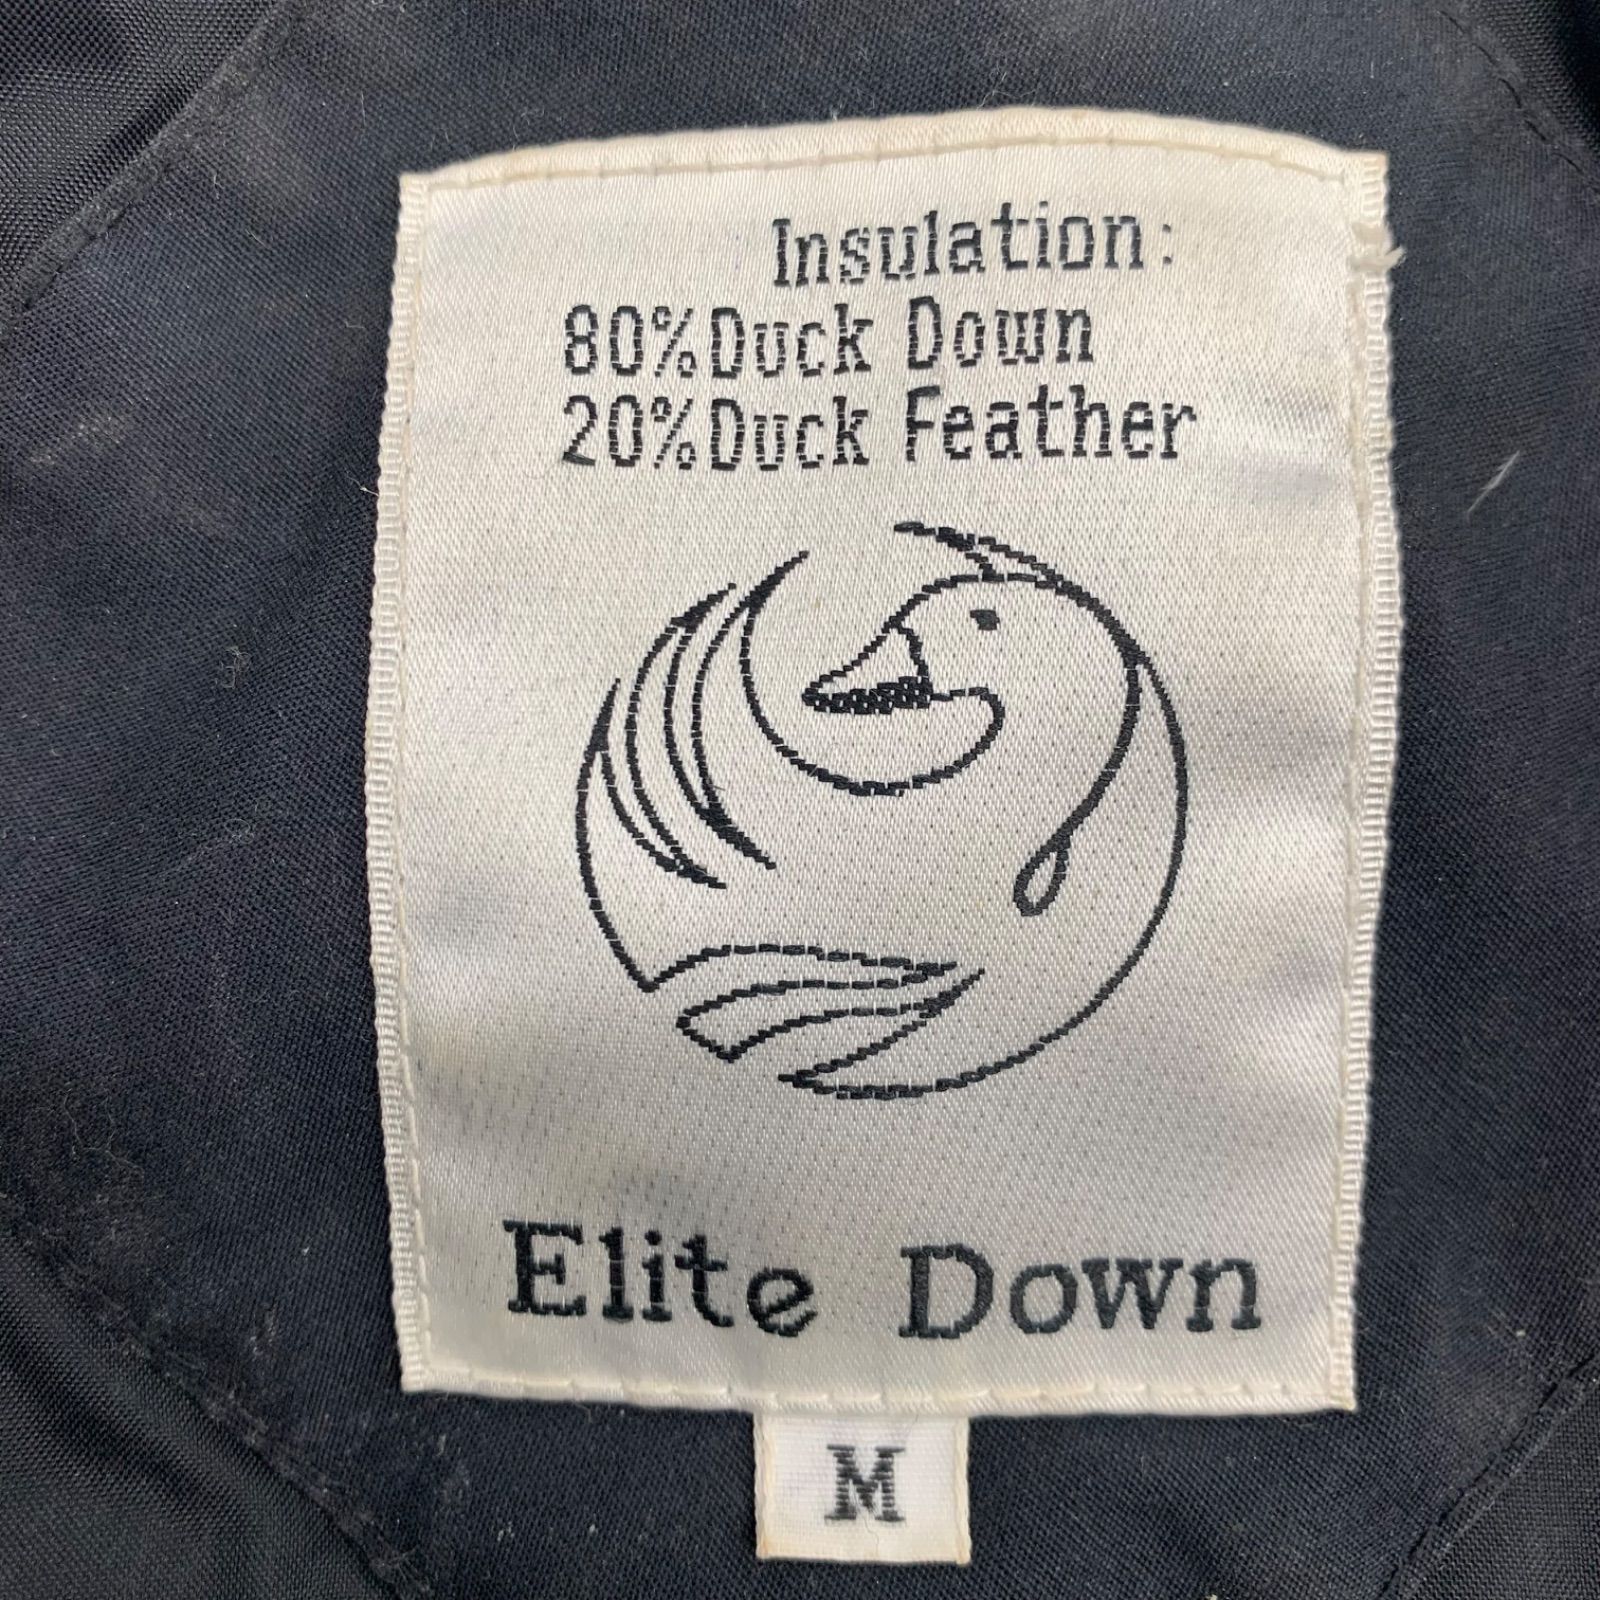 Insulation:
80%Duck Down
20%Duck Feather
Elite Down
M